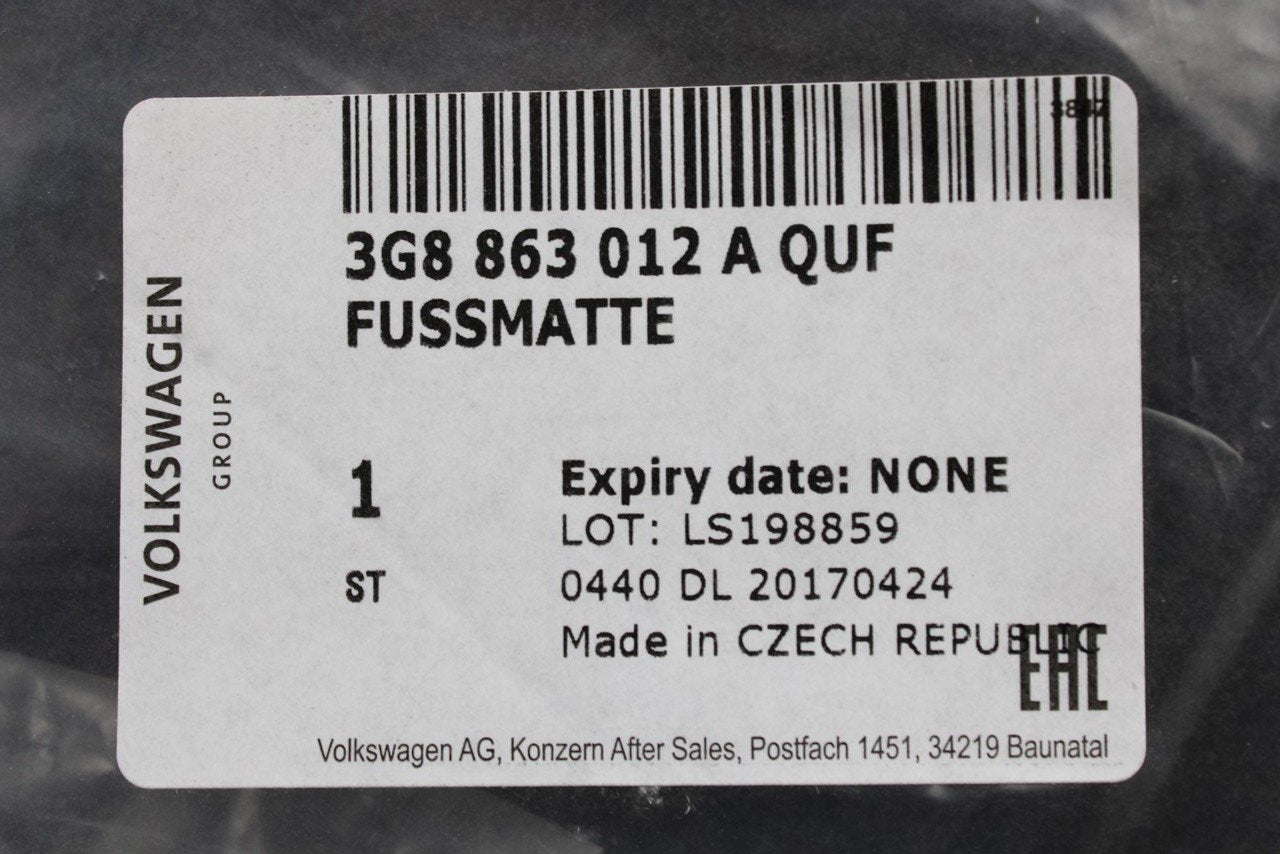 3842
3G8 863 012 A QUF
FUSSMATTE
VOLKSWAGEN
GROUP
1
ST
Expiry date: NONE
LOT: LS198859
0440 DL 20170424
Made in CZECH REPUBLIC
EAC
Volkswagen AG, Konzern After Sales, Postfach 1451, 34219 Baunatal